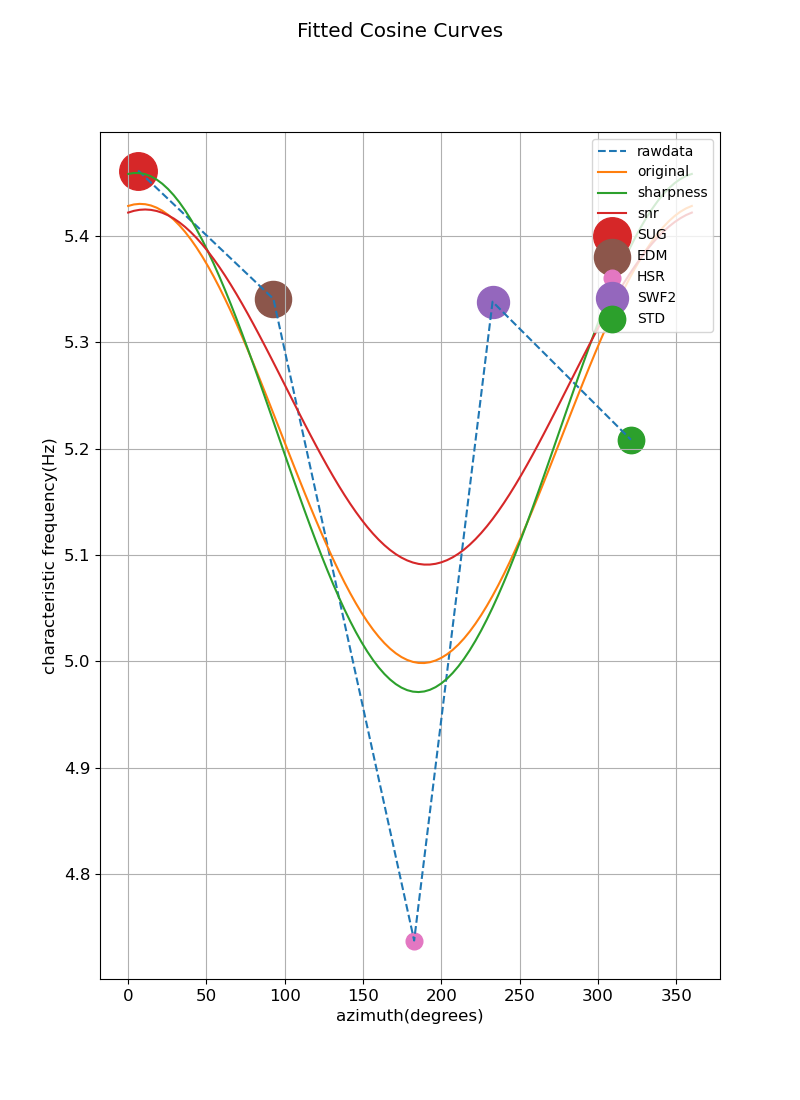 Fitted Cosine Curves
rawdata
original
sharpness
snr
SUG
EDM
HSR
SWF2
STD
characteristic frequency(Hz)
5.4
5.3
5.2
5.1
5.0
4.9
4.8
0 50 100 150 200 250 300 350
azimuth(degrees)